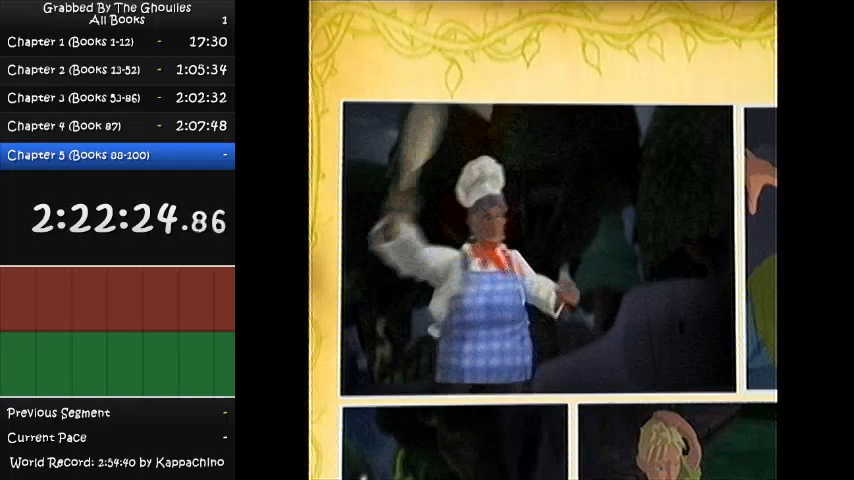 Grabbed By The Ghoulies
All Books 1
Chapter 1 (Books 1-12) - 17:30
Chapter 2 (Books 13-52) - 1:05:34
Chapter 3 (Books 53-86) - 2:02:32
Chapter 4 (Book 87) - 2:07:48
Chapter 5 (Books 88-100) -
2:22:24.86
Previous Segment -
Current Pace -
World Record: 2:54:40 by Kappachino